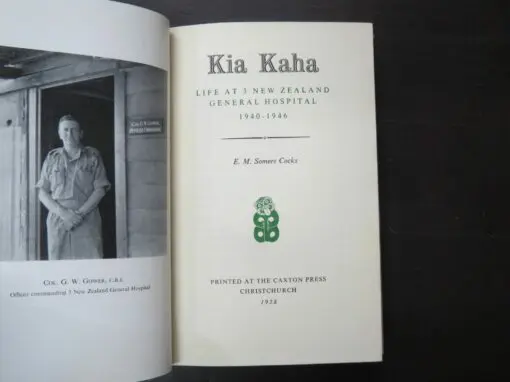 COL. G. W. GOWER, C.B.E
Officer commanding 3 New Zealand General Hospital
Kia Kaha
LIFE AT 3 NEW ZEALAND
GENERAL HOSPITAL
1940-1946
E. M. Somers Cocks
PRINTED AT THE CAXTON PRESS
CHRISTCHURCH
1958